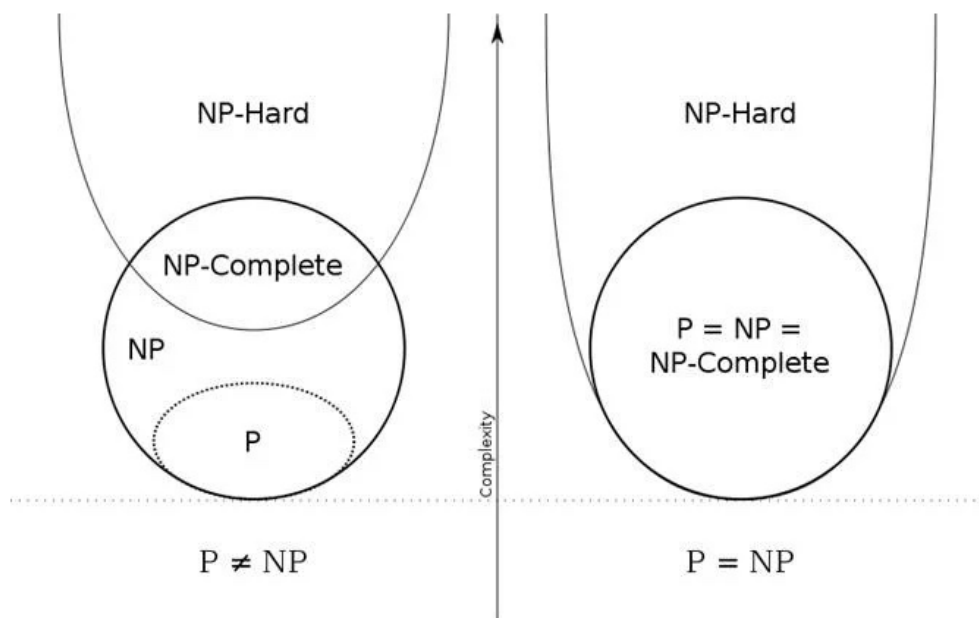 NP-Hard
NP-Complete
NP
P
P ≠ NP
Complexity
NP-Hard
P = NP =
NP-Complete
P = NP